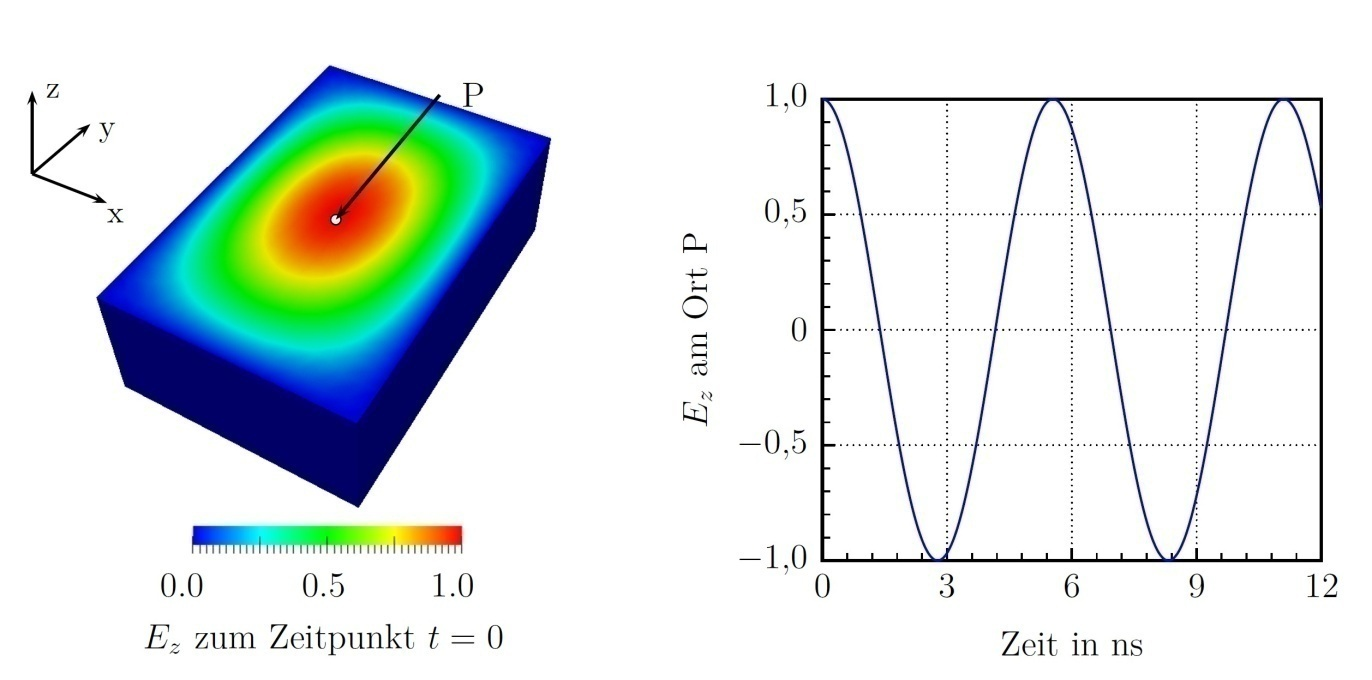 z
y
x
P
0.0 0.5 1.0
E_z zum Zeitpunkt t = 0
1,0
0,5
0
−0,5
−1,0
E_z am Ort P
0 3 6 9 12
Zeit in ns